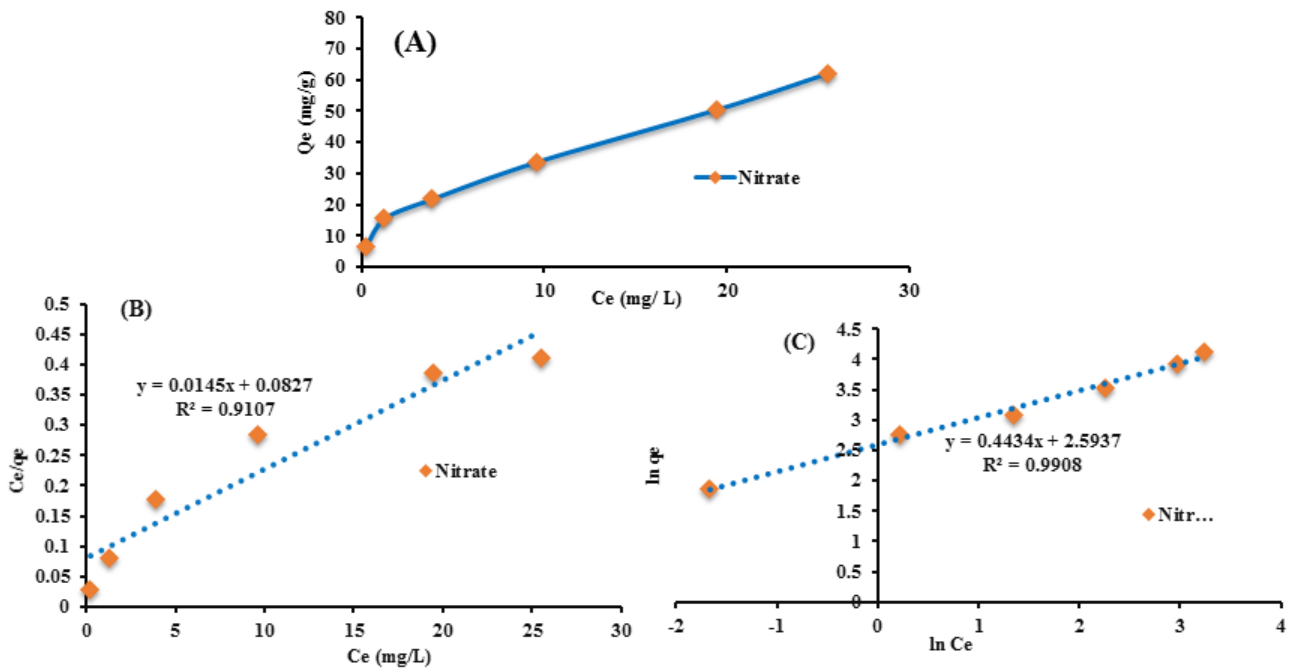 (A)
Qe (mg/g)
80
70
60
50
40
30
20
10
0
0 10 20 30
Ce (mg/ L)
Nitrate
(B)
Ce/qe
0.5
0.45
0.4
0.35
0.3
0.25
0.2
0.15
0.1
0.05
0
y = 0.0145x + 0.0827
R² = 0.9107
Nitrate
0 5 10 15 20 25 30
Ce (mg/L)
(C)
ln qe
4.5
4
3.5
3
2.5
2
1.5
1
0.5
0
y = 0.4434x + 2.5937
R² = 0.9908
Nitr...
-2 -1 0 1 2 3 4
ln Ce